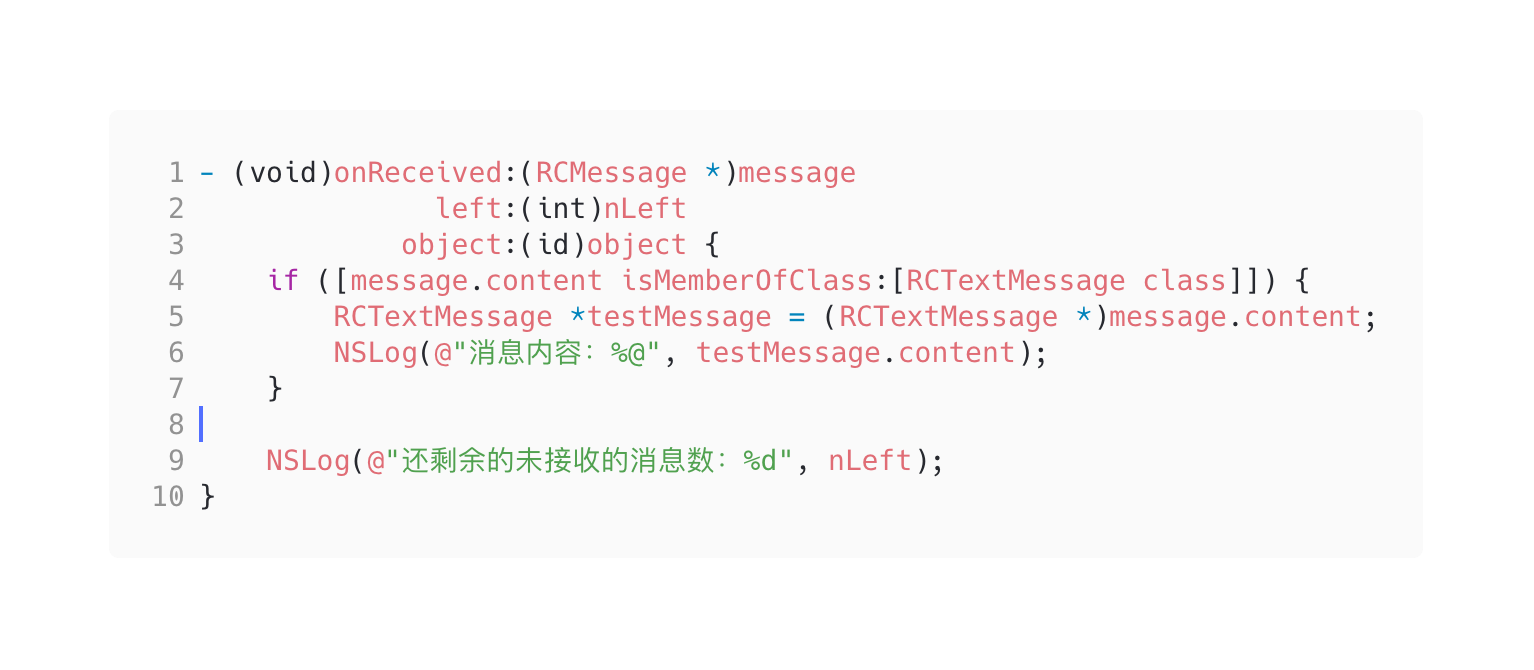 1 - (void)onReceived:(RCMessage *)message
2               left:(int)nLeft
3             object:(id)object {
4     if ([message.content isMemberOfClass:[RCTextMessage class]]) {
5         RCTextMessage *testMessage = (RCTextMessage *)message.content;
6         NSLog(@"消息内容：%@", testMessage.content);
7     }
8
9     NSLog(@"还剩余的未接收的消息数：%d", nLeft);
10 }